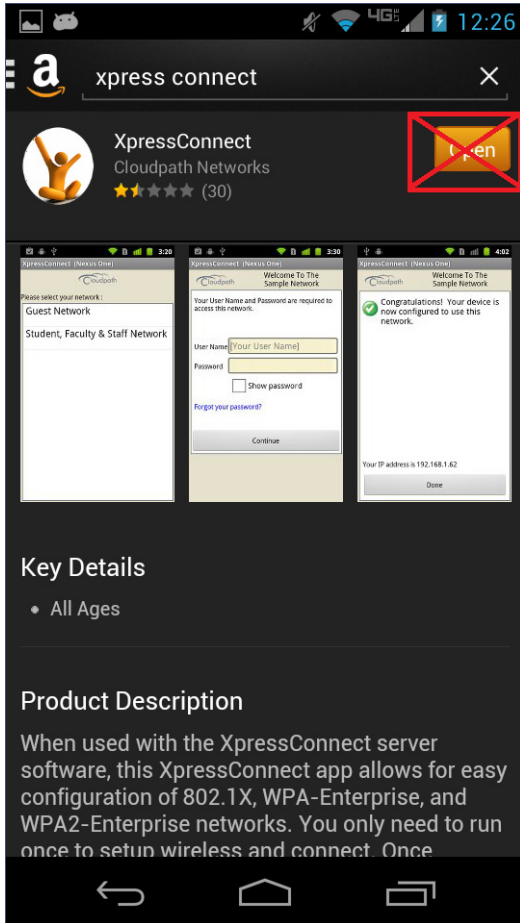 4G 12:26
a xpress connect
XpressConnect
Open
Cloudpath Networks
(30)
3:20
XpressConnect (Nexus One)
Cloudpath
Please select your network :
Guest Network
Student, Faculty & Staff Network
3:30
XpressConnect (Nexus One)
Cloudpath
Welcome To The
Sample Network
Your User Name and Password are required to
access this network.
User Name [Your User Name]
Password
Show password
Forgot your password?
Continue
4:02
XpressConnect (Nexus One)
Cloudpath
Welcome To The
Sample Network
Congratulations! Your device is
now configured to use this
network.
Your IP address is 192.168.1.62
Done
Key Details
• All Ages
Product Description
When used with the XpressConnect server
software, this XpressConnect app allows for easy
configuration of 802.1X, WPA-Enterprise, and
WPA2-Enterprise networks. You only need to run
once to setup wireless and connect. Once